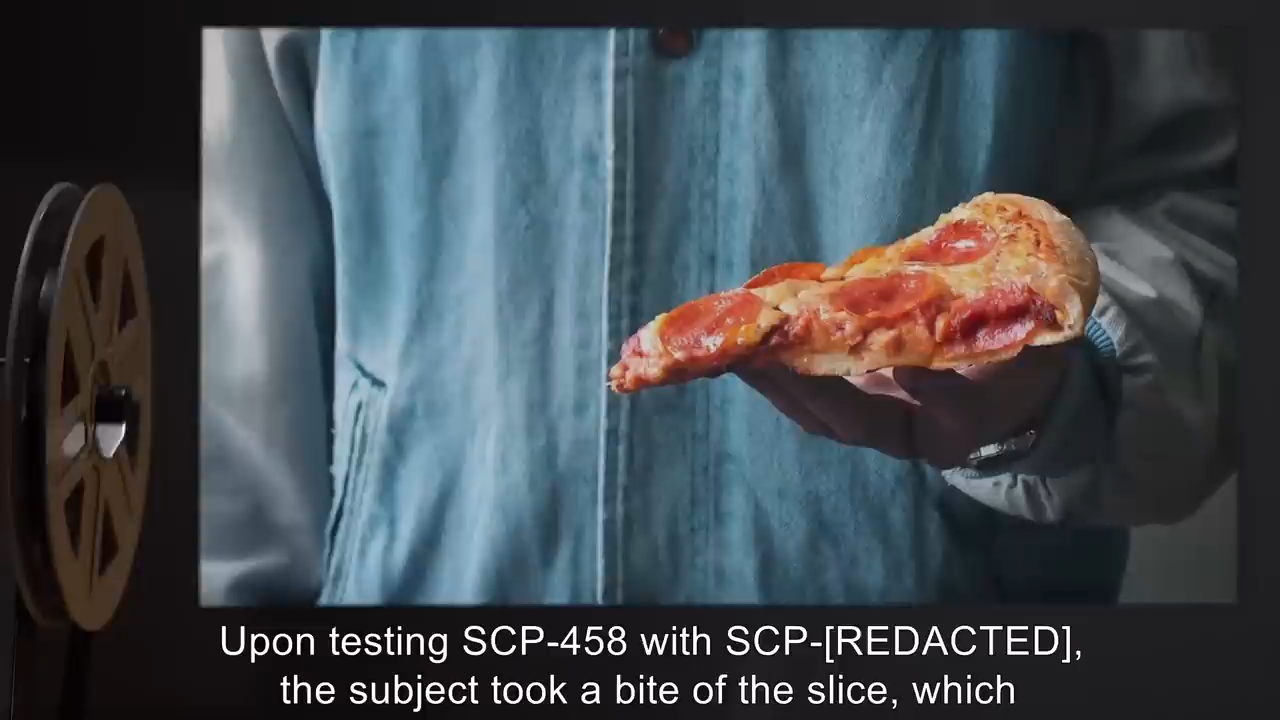 Upon testing SCP-458 with SCP-[REDACTED],
the subject took a bite of the slice, which